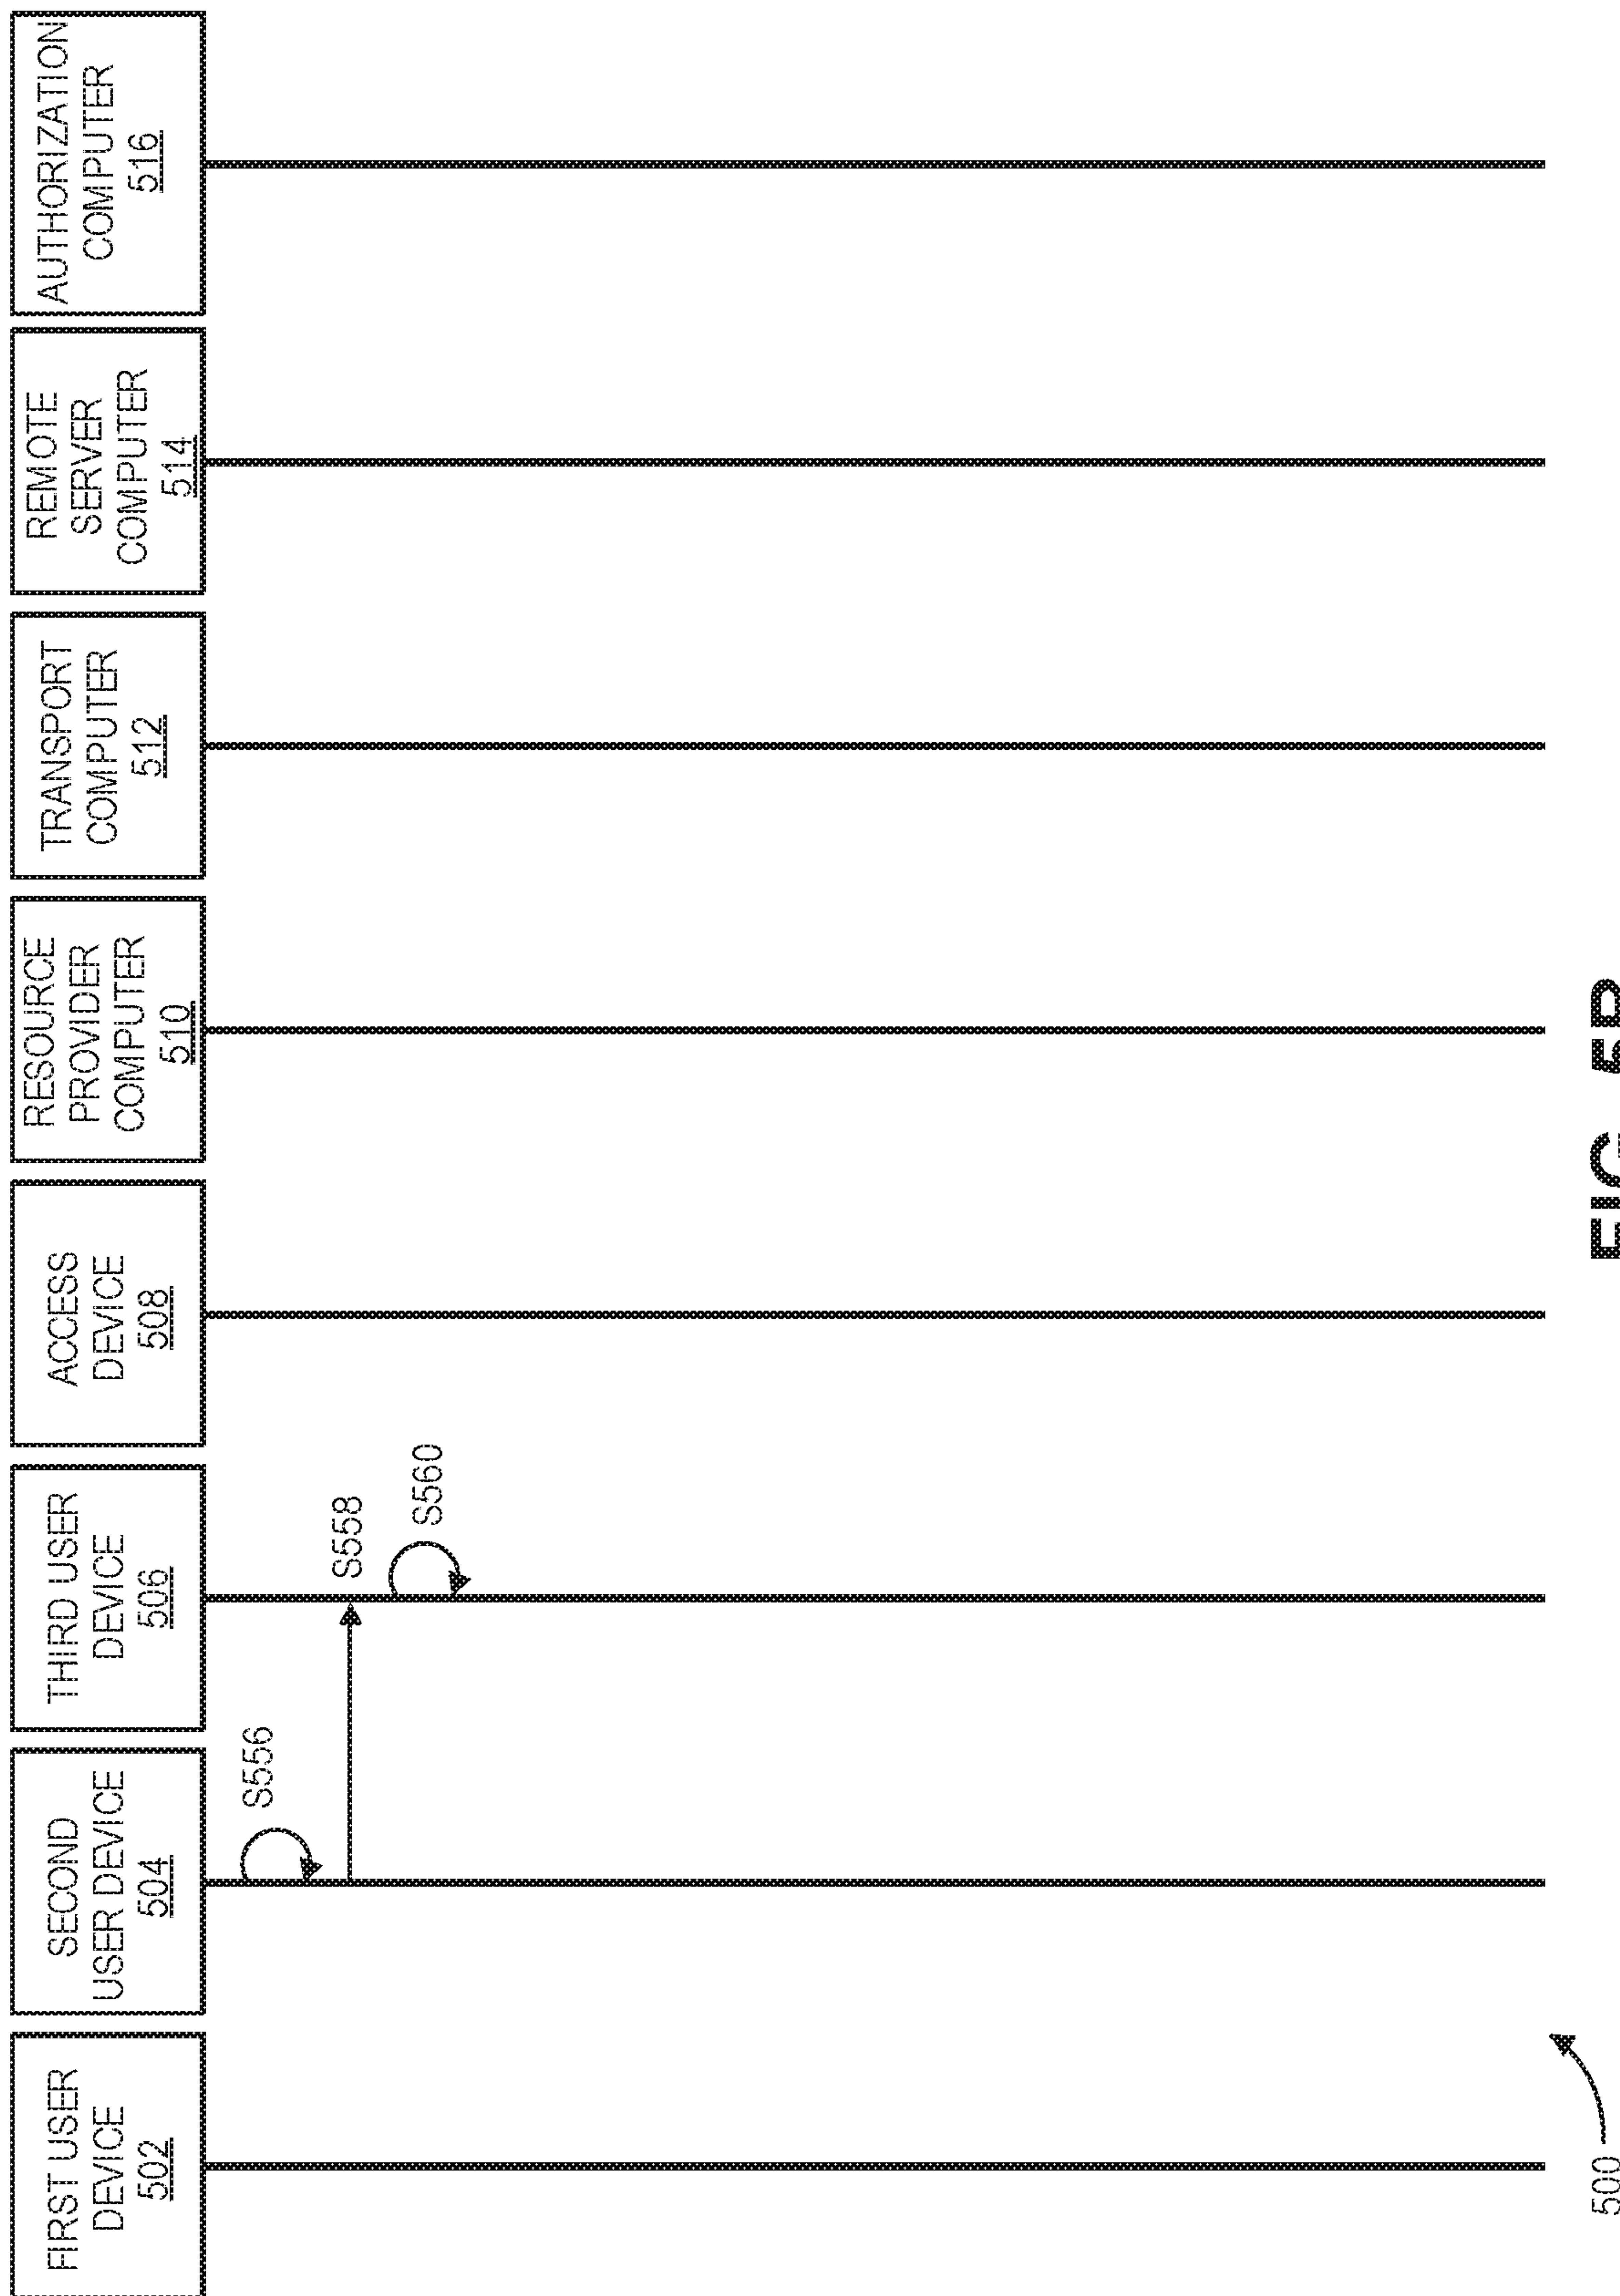 FIRST USER
DEVICE
502
SECOND
USER DEVICE
504
THIRD USER
DEVICE
506
ACCESS
DEVICE
508
RESOURCE
PROVIDER
COMPUTER
510
TRANSPORT
COMPUTER
512
REMOTE
SERVER
COMPUTER
514
AUTHORIZATION
COMPUTER
516
S556
S558
S560
500
FIG.